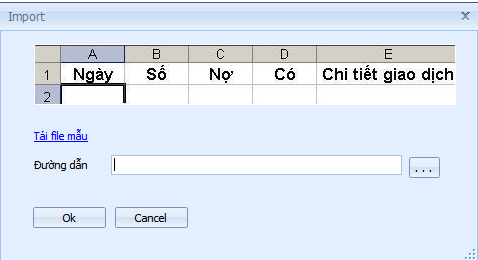 Import
A B C D E
1 Ngày Số Nợ Có Chi tiết giao dịch
2
Tải file mẫu
Đường dẫn ...
Ok Cancel